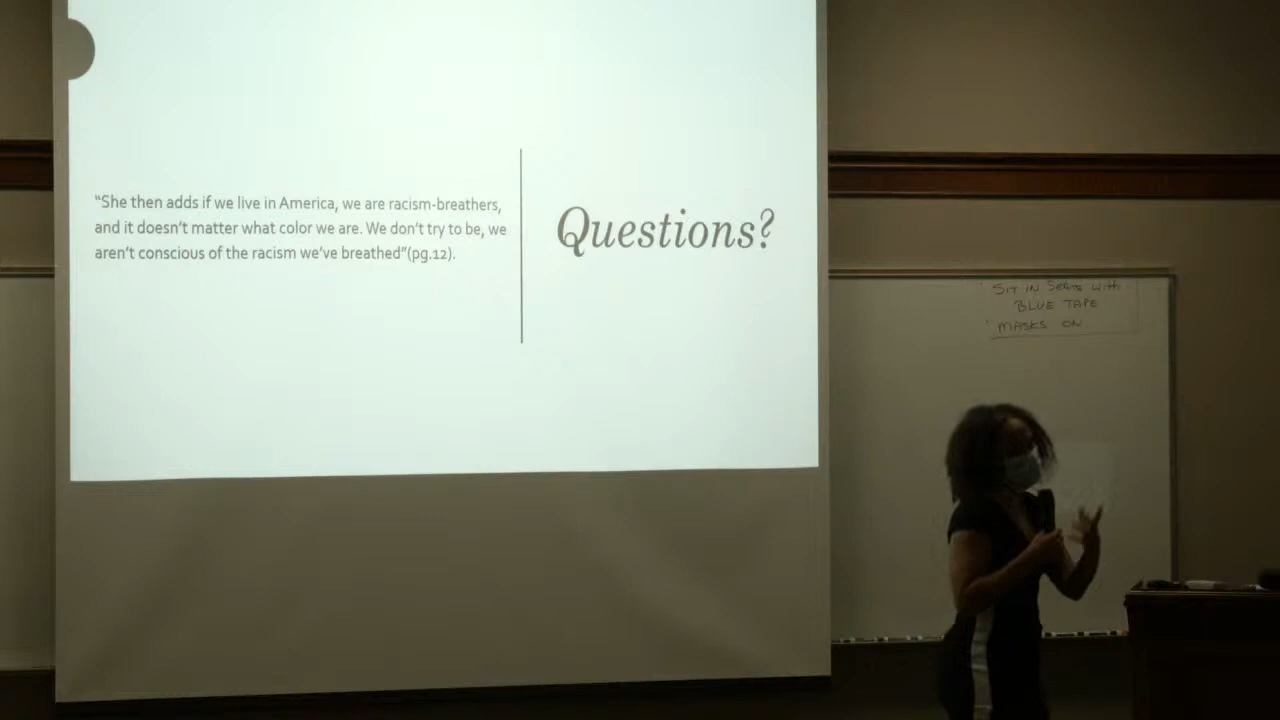 “She then adds if we live in America, we are racism-breathers,
and it doesn’t matter what color we are. We don’t try to be, we
aren’t conscious of the racism we’ve breathed”(pg.12).
Questions?
SIT IN Seats with
BLUE TAPE
MASKS ON